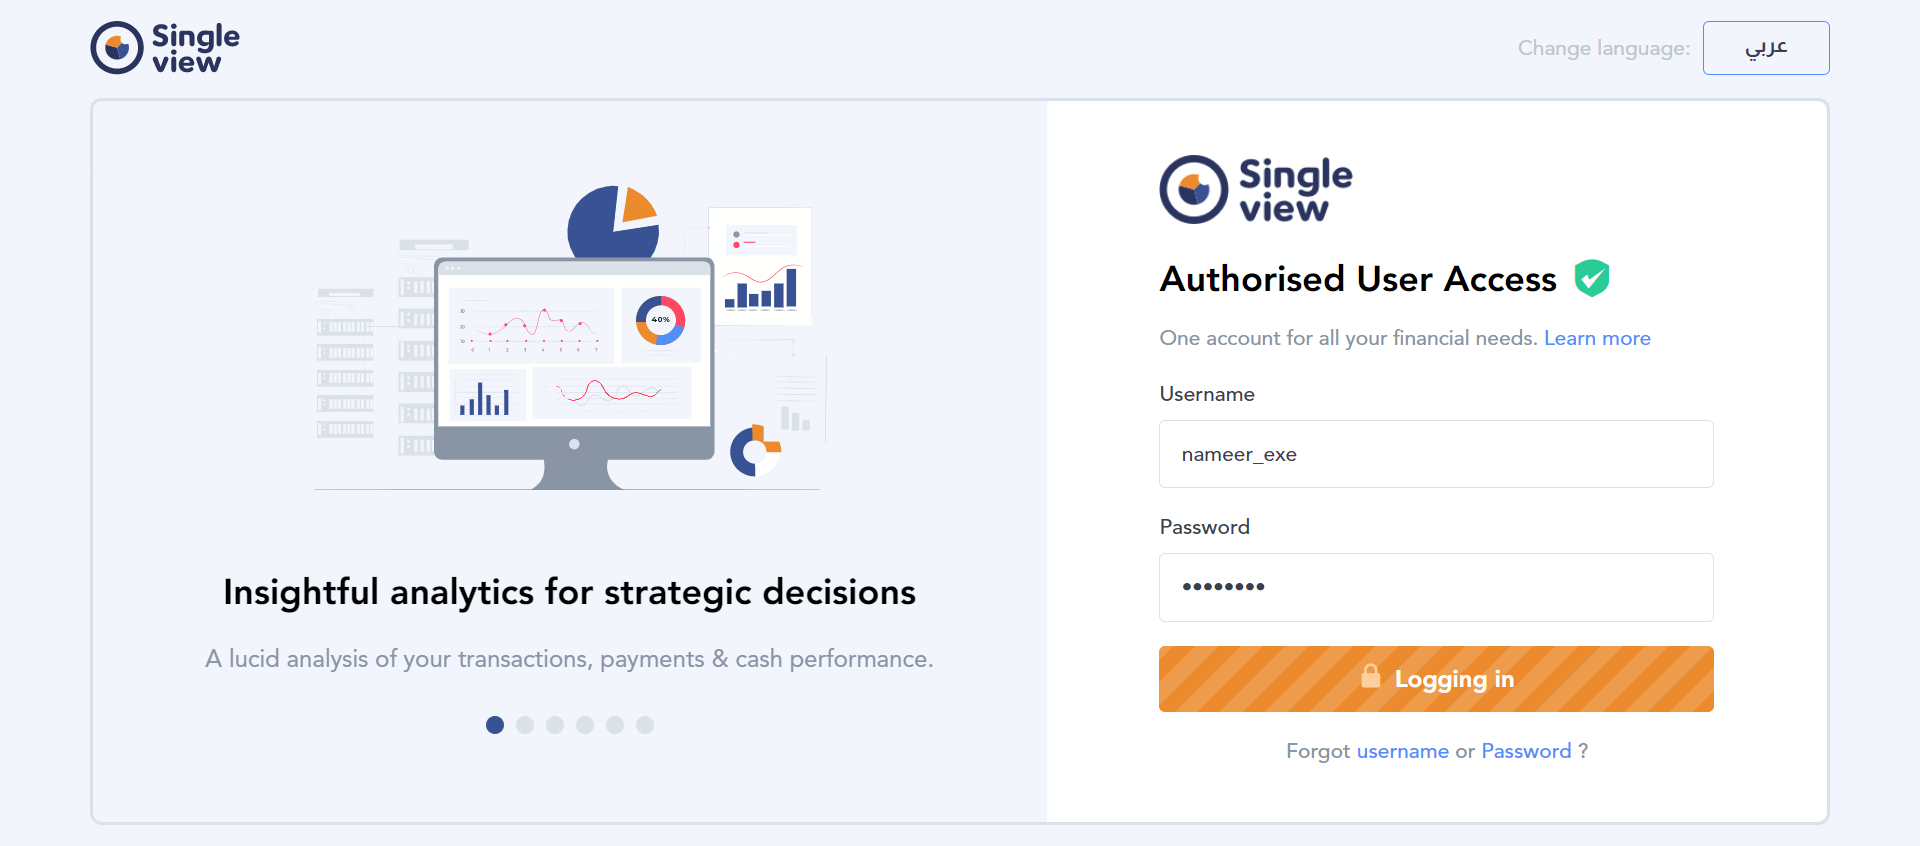 Single
view
Change language:
عربي
40%
Insightful analytics for strategic decisions
A lucid analysis of your transactions, payments & cash performance.
Single
view
Authorised User Access
One account for all your financial needs. Learn more
Username
nameer_exe
Password
••••••••
Logging in
Forgot username or Password ?